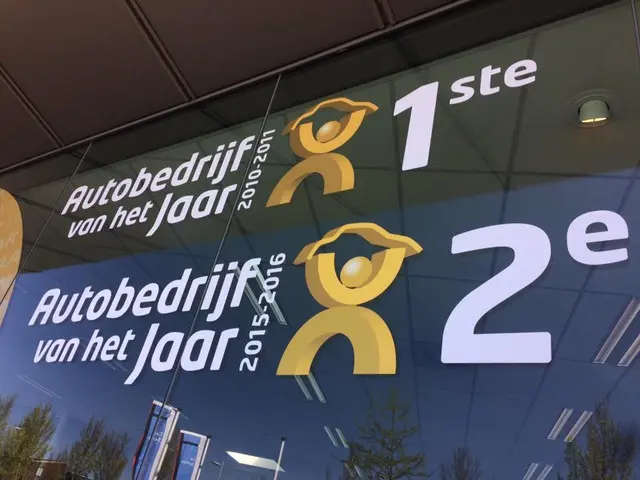 Autobedrijf
van het Jaar
2010-2011
1ste
Autobedrijf
van het Jaar
2015-2016
2e